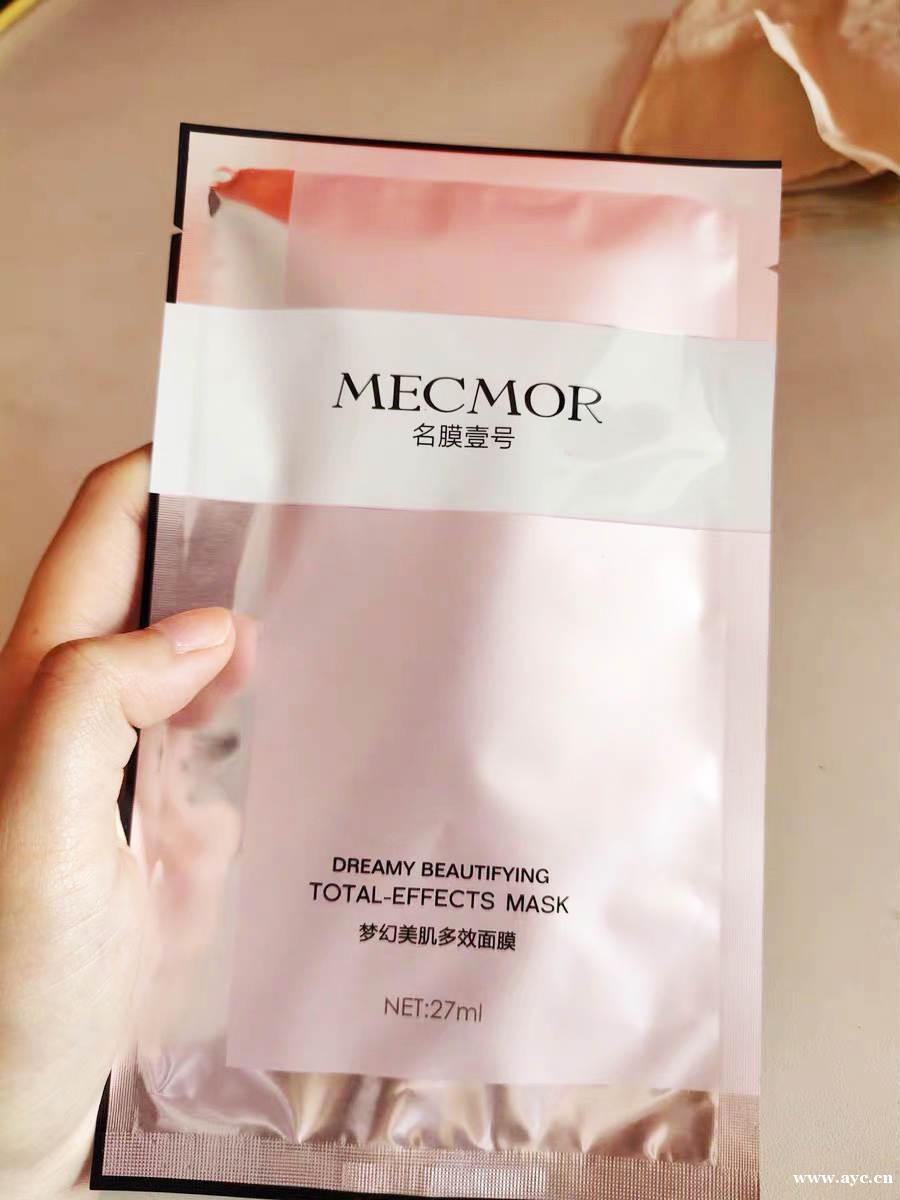 MECMOR
名膜壹号
DREAMY BEAUTIFYING
TOTAL-EFFECTS MASK
梦幻美肌多效面膜
NET:27ml
www.ayc.cn